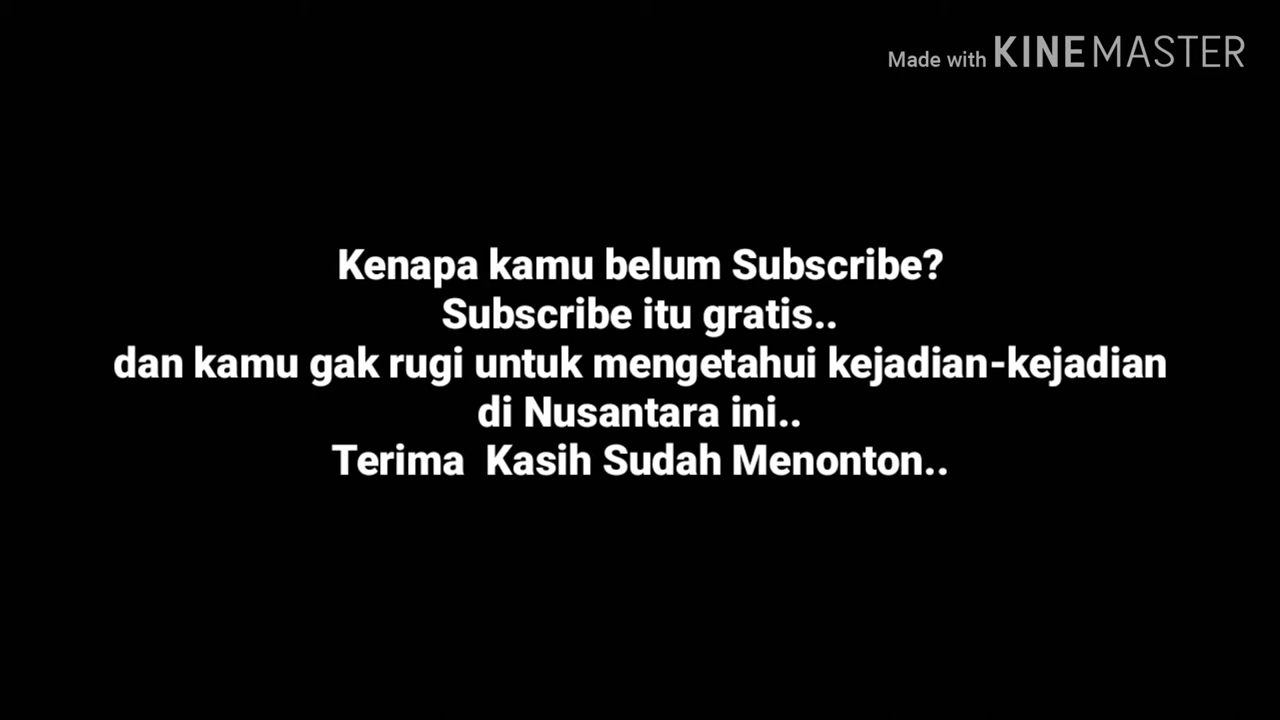 Made with KINEMASTER
Kenapa kamu belum Subscribe?
Subscribe itu gratis..
dan kamu gak rugi untuk mengetahui kejadian-kejadian
di Nusantara ini..
Terima  Kasih Sudah Menonton..